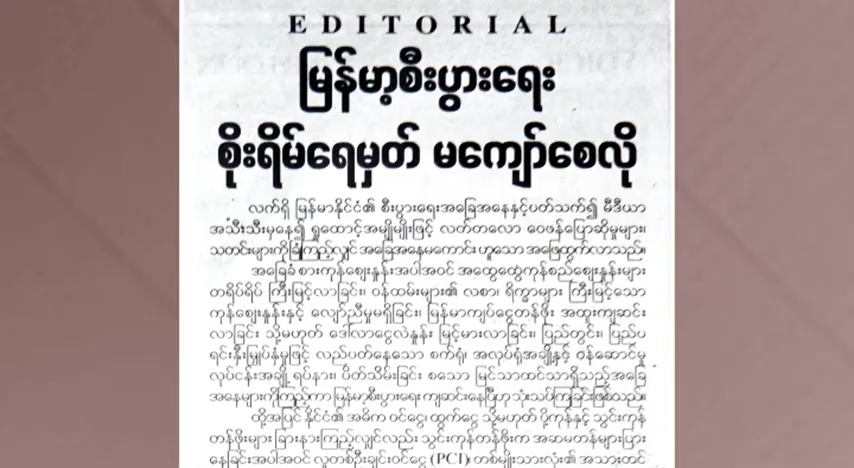 EDITORIAL
မြန်မာ့စီးပွားရေး
စိုးရိမ်ရေမှတ် မကျော်စေလို
လက်ရှိ မြန်မာနိုင်ငံ၏ စီးပွားရေးအခြေအနေနှင့်ပတ်သက်၍ မီဒီယာ
အသီးသီးမှနေ၍ ရှုထောင့်အမျိုးမျိုးဖြင့် လတ်တလော ဝေဖန်ပြောဆိုမှုများ၊
သတင်းများကိုခြုံကြည့်လျှင် အခြေအနေမကောင်း ဟူသော အဖြေထွက်လာသည်။
အခြေခံ စားကုန်ဈေးနှုန်းအပါအဝင် အထွေထွေကုန်စည်ဈေးနှုန်းများ
တရိပ်ရိပ် ကြီးမြင့်လာခြင်း၊ ဝန်ထမ်းများ၏ လစာ၊ ရိက္ခာများ ကြီးမြင့်သော
ကုန်ဈေးနှုန်းနှင့် လျော်ညီမှုမရှိခြင်း၊ မြန်မာကျပ်ငွေတန်ဖိုး အထူးကျဆင်း
လာခြင်း သို့မဟုတ် ဒေါ်လာငွေလဲနှုန်း မြင့်မားလာခြင်း၊ ပြည်တွင်း၊ ပြည်ပ
ရင်းနှီးမြှုပ်နှံမှုဖြင့် လည်ပတ်နေသော စက်ရုံ၊ အလုပ်ရုံအချို့နှင့် ဝန်ဆောင်မှု
လုပ်ငန်းအချို့ ရပ်နား၊ ပိတ်သိမ်းခြင်း စသော မြင်သာထင်သာရှိသည့်အခြေ
အနေများကိုကြည့်ကာ မြန်မာ့စီးပွားရေး ကျဆင်းနေပြီဟု သုံးသပ်ကြခြင်းဖြစ်သည်။
ထို့အပြင် နိုင်ငံ၏ အဓိက ဝင်ငွေ၊ ထွက်ငွေ သို့မဟုတ် ပို့ကုန်နှင့် သွင်းကုန်
တန်ဖိုးများ ခြားနားကြည့်လျှင်လည်း သွင်းကုန်တန်ဖိုးက အဆမတန်များပြား
နေခြင်းအပါအဝင် လူတစ်ဦးချင်းဝင်ငွေ (PCI) တစ်မျိုးသားလုံး၏ အသားတင်